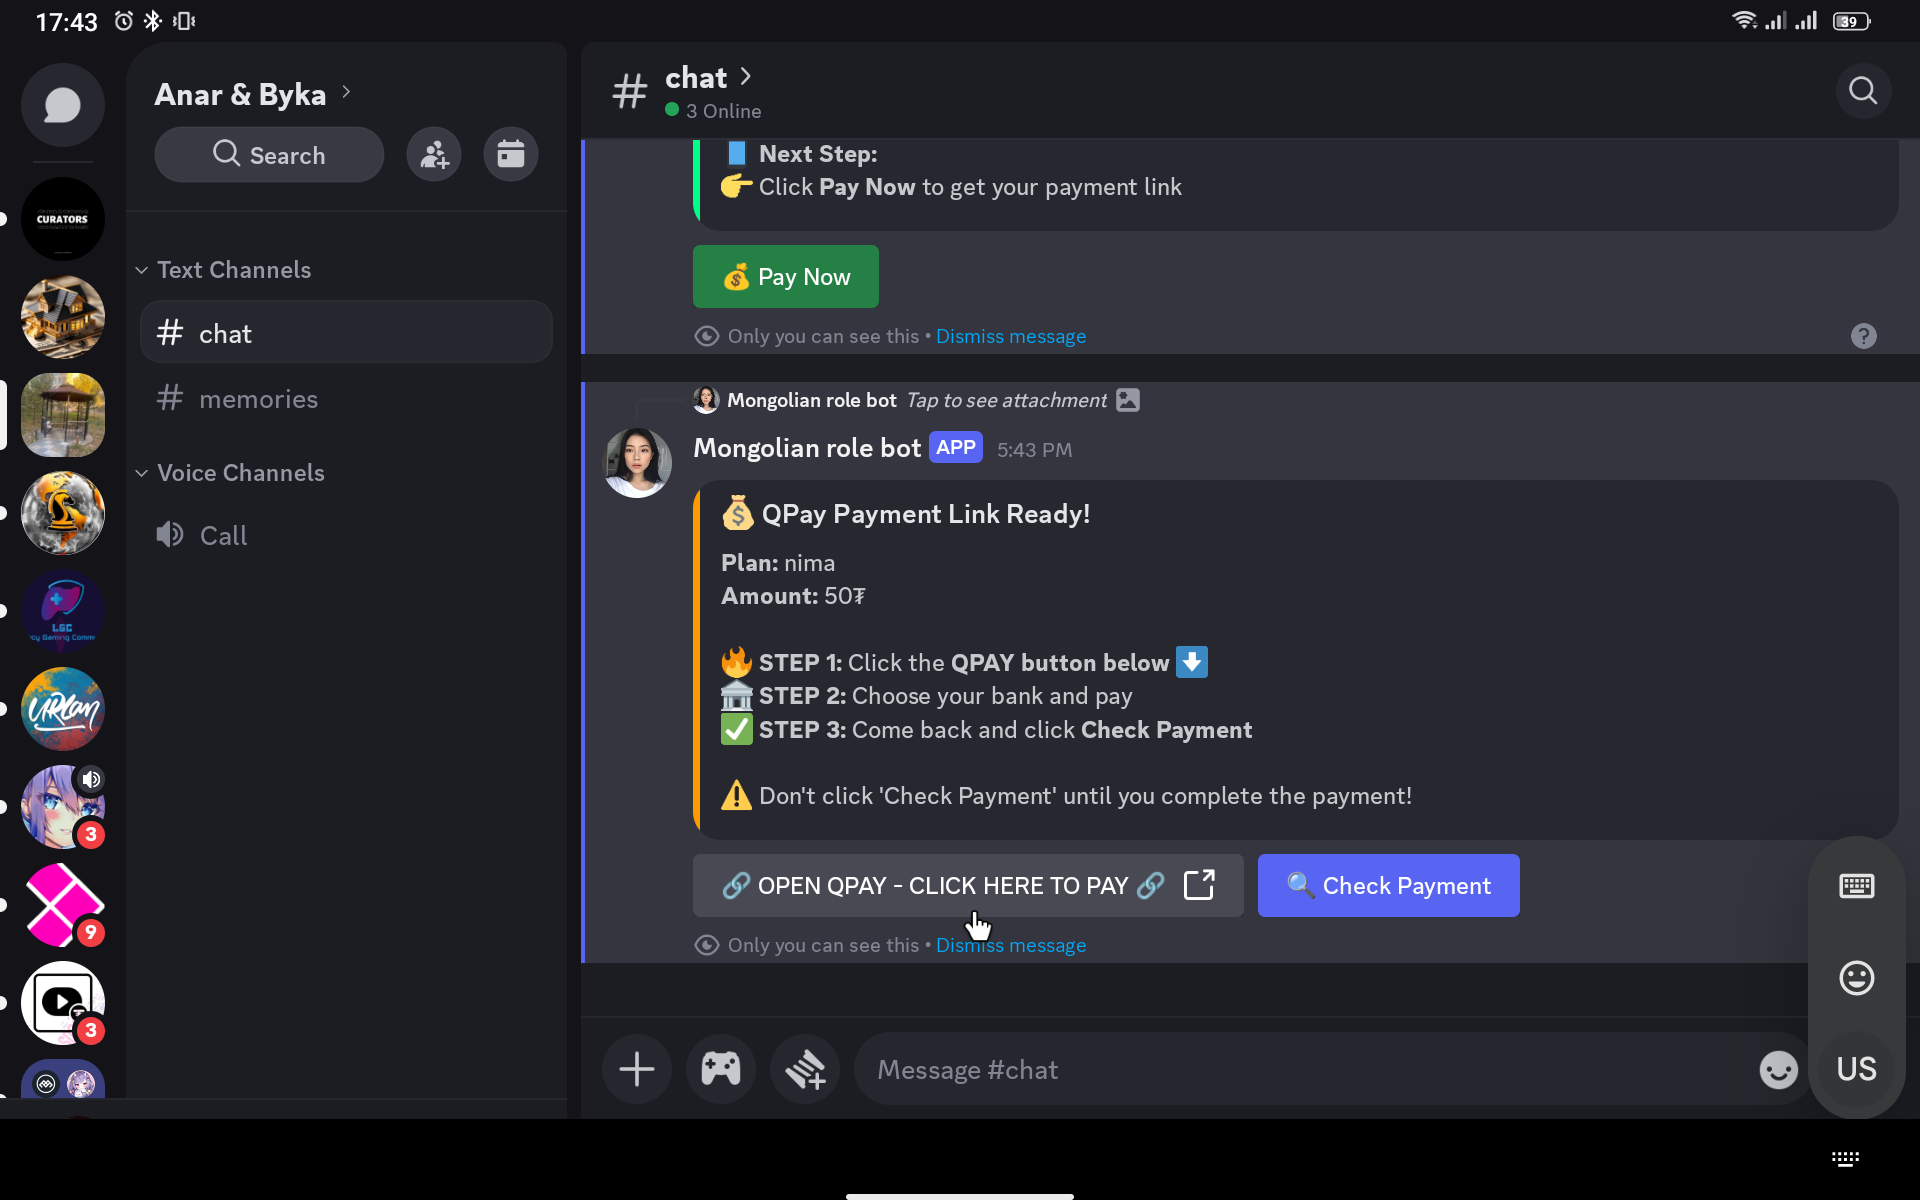 17:43
39
Anar & Byka
Search
CURATORS
Text Channels
chat
memories
Voice Channels
Call
LGC
URLan
3
9
3
chat
3 Online
Next Step:
Click Pay Now to get your payment link
Pay Now
Only you can see this • Dismiss message
?
Mongolian role bot Tap to see attachment
Mongolian role bot APP 5:43 PM
QPay Payment Link Ready!
Plan: nima
Amount: 50₮
STEP 1: Click the QPAY button below
STEP 2: Choose your bank and pay
STEP 3: Come back and click Check Payment
Don't click 'Check Payment' until you complete the payment!
OPEN QPAY - CLICK HERE TO PAY
Check Payment
Only you can see this • Dismiss message
Message #chat
US